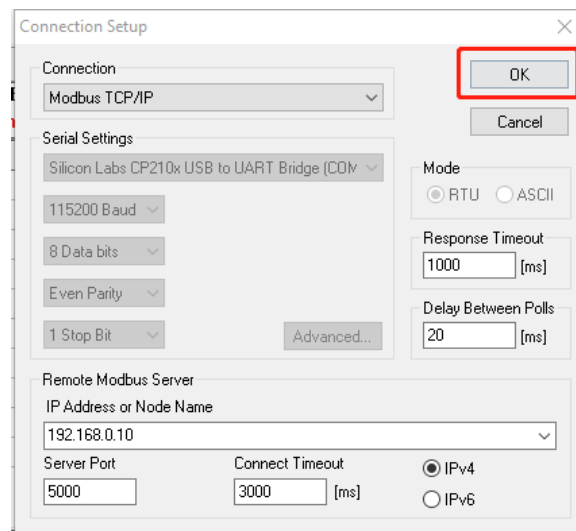 Connection Setup
Connection
OK
Modbus TCP/IP
Cancel
Serial Settings
Silicon Labs CP210x USB to UART Bridge (COM
Mode
RTU ASCII
115200 Baud
8 Data bits
Response Timeout
1000 [ms]
Even Parity
Delay Between Polls
1 Stop Bit
Advanced...
20 [ms]
Remote Modbus Server
IP Address or Node Name
192.168.0.10
Server Port Connect Timeout
IPv4
5000 3000 [ms]
IPv6